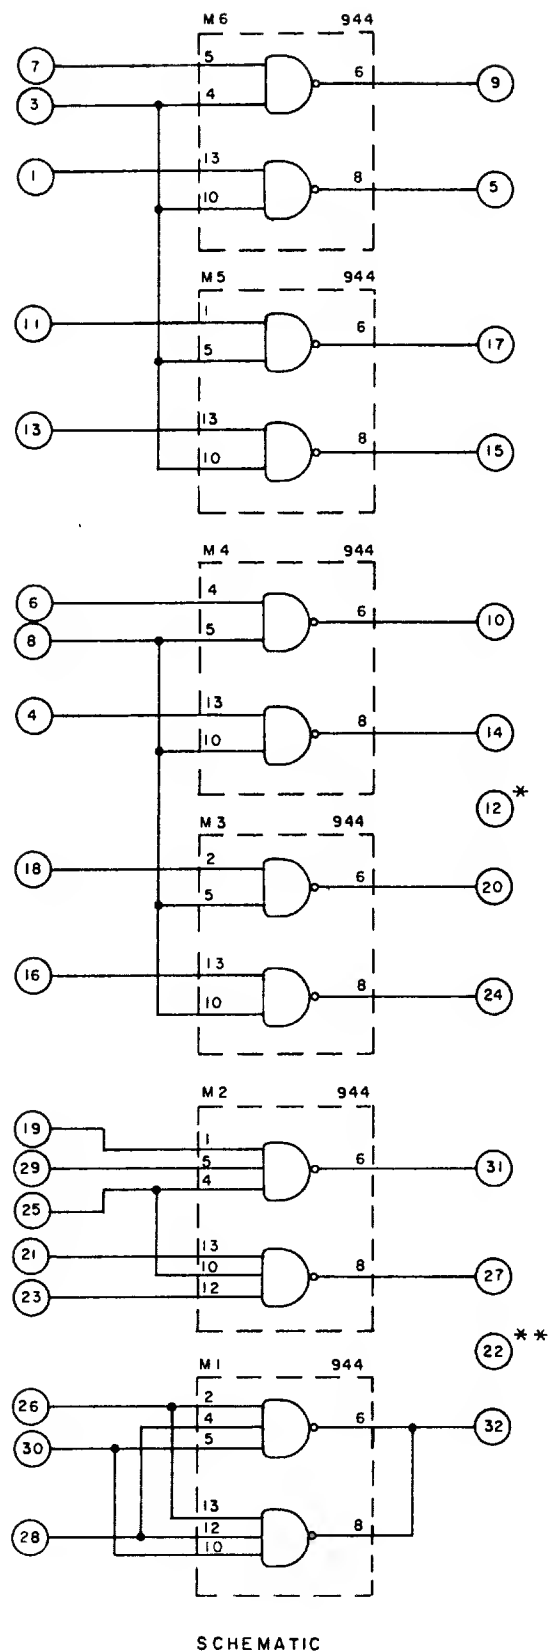 M6 944
7 5 6 9
3 4
1 13 8 5
10
M5 944
11 1 6 17
5
13 13 8 15
10
M4 944
6 4 6 10
8 5
4 13 8 14
10
12 *
M3 944
18 2 6 20
5
16 13 8 24
10
M2 944
19 1 6 31
29 5
25 4
21 13 8 27
10
23 12
22 **
M1 944
26 2 6 32
4
30 5
13 8
28 12
10
SCHEMATIC